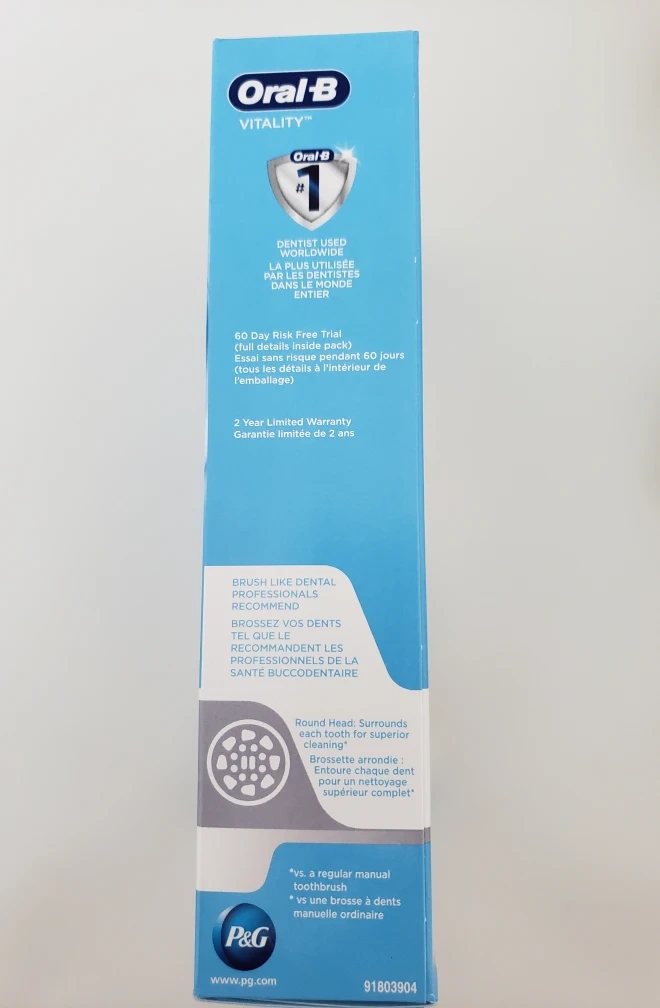 Oral-B
VITALITY™
Oral-B
#1
DENTIST USED
WORLDWIDE
LA PLUS UTILISÉE
PAR LES DENTISTES
DANS LE MONDE
ENTIER
60 Day Risk Free Trial
(full details inside pack)
Essai sans risque pendant 60 jours
(tous les détails à l'intérieur de
l'emballage)
2 Year Limited Warranty
Garantie limitée de 2 ans
BRUSH LIKE DENTAL
PROFESSIONALS
RECOMMEND
BROSSEZ VOS DENTS
TEL QUE LE
RECOMMANDENT LES
PROFESSIONNELS DE LA
SANTÉ BUCCODENTAIRE
Round Head: Surrounds
each tooth for superior
cleaning*
Brossette arrondie :
Entoure chaque dent
pour un nettoyage
supérieur complet*
*vs. a regular manual
toothbrush
* vs une brosse à dents
manuelle ordinaire
P&G
www.pg.com
91803904